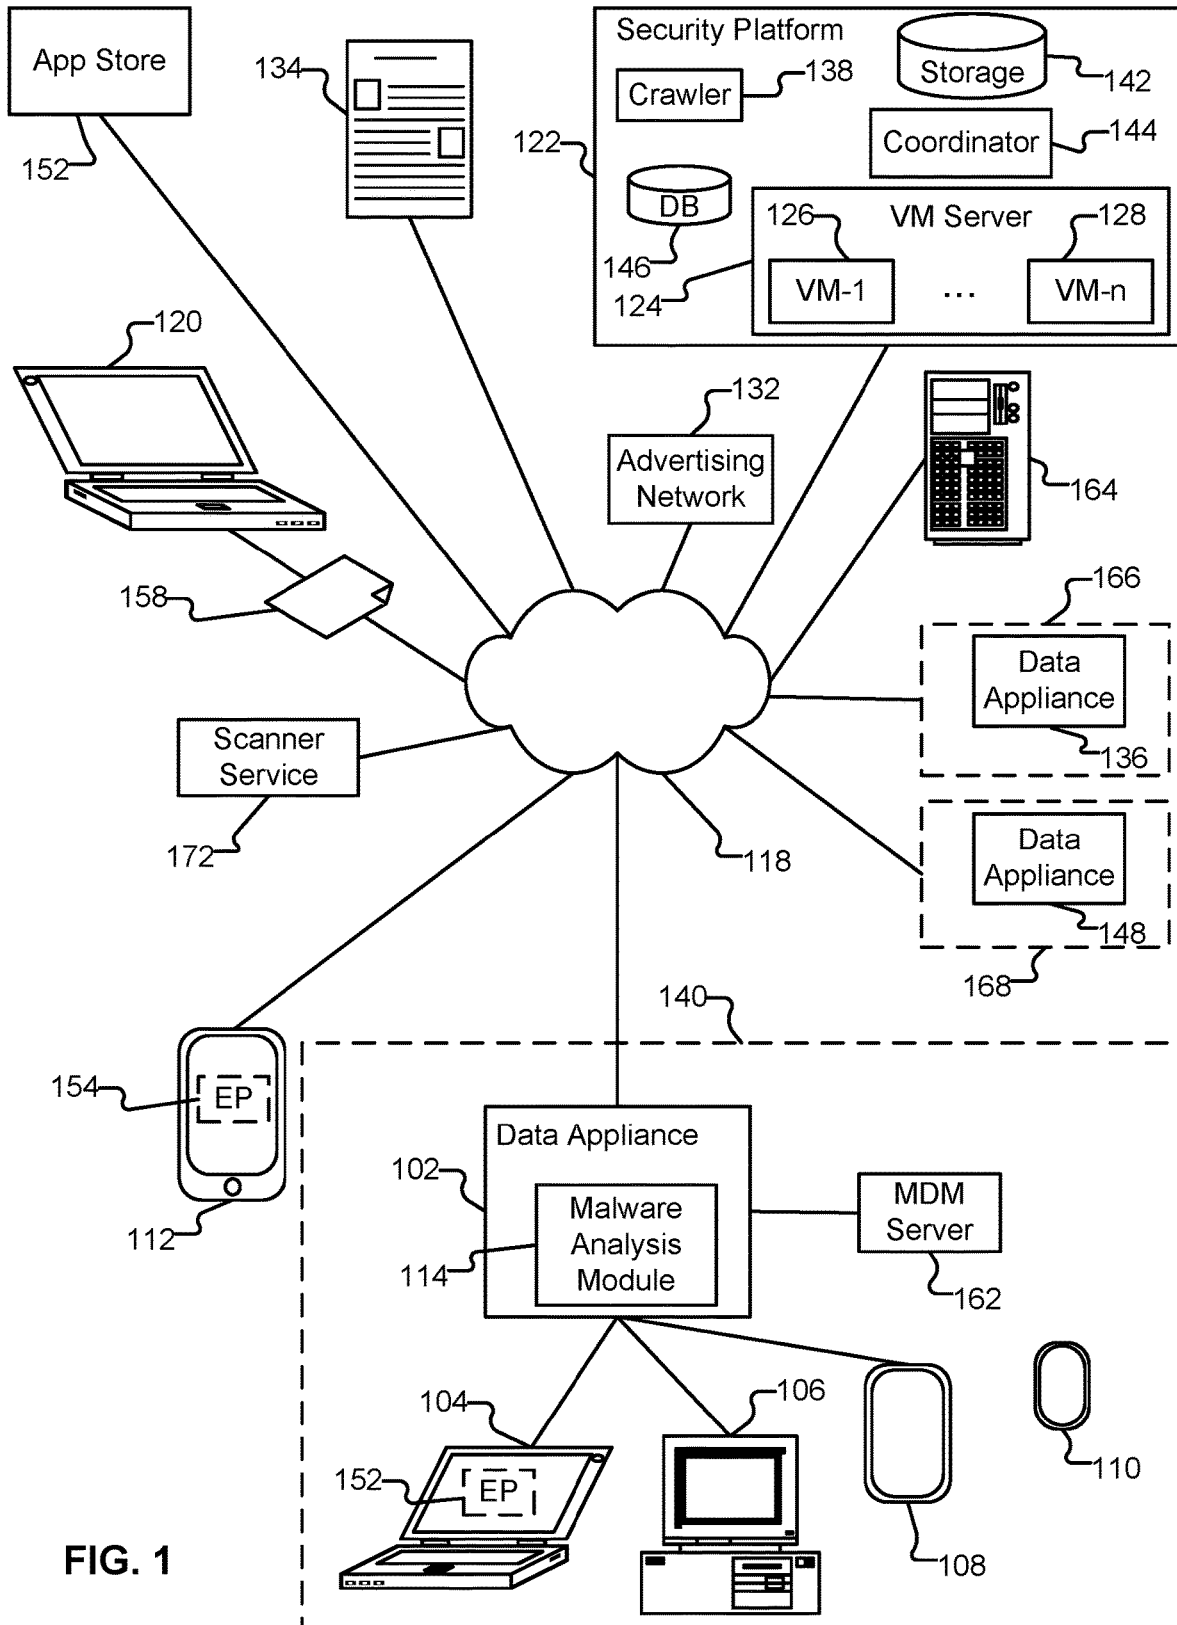 App Store
152
134
Security Platform
Crawler
138
Storage
142
Coordinator
144
122
DB
146
VM Server
126
128
124
VM-1
...
VM-n
120
132
Advertising
Network
164
158
166
Data
Appliance
136
Scanner
Service
172
118
Data
Appliance
148
168
140
154
EP
112
Data Appliance
102
Malware
Analysis
Module
114
MDM
Server
162
104
106
152
EP
110
108
FIG. 1